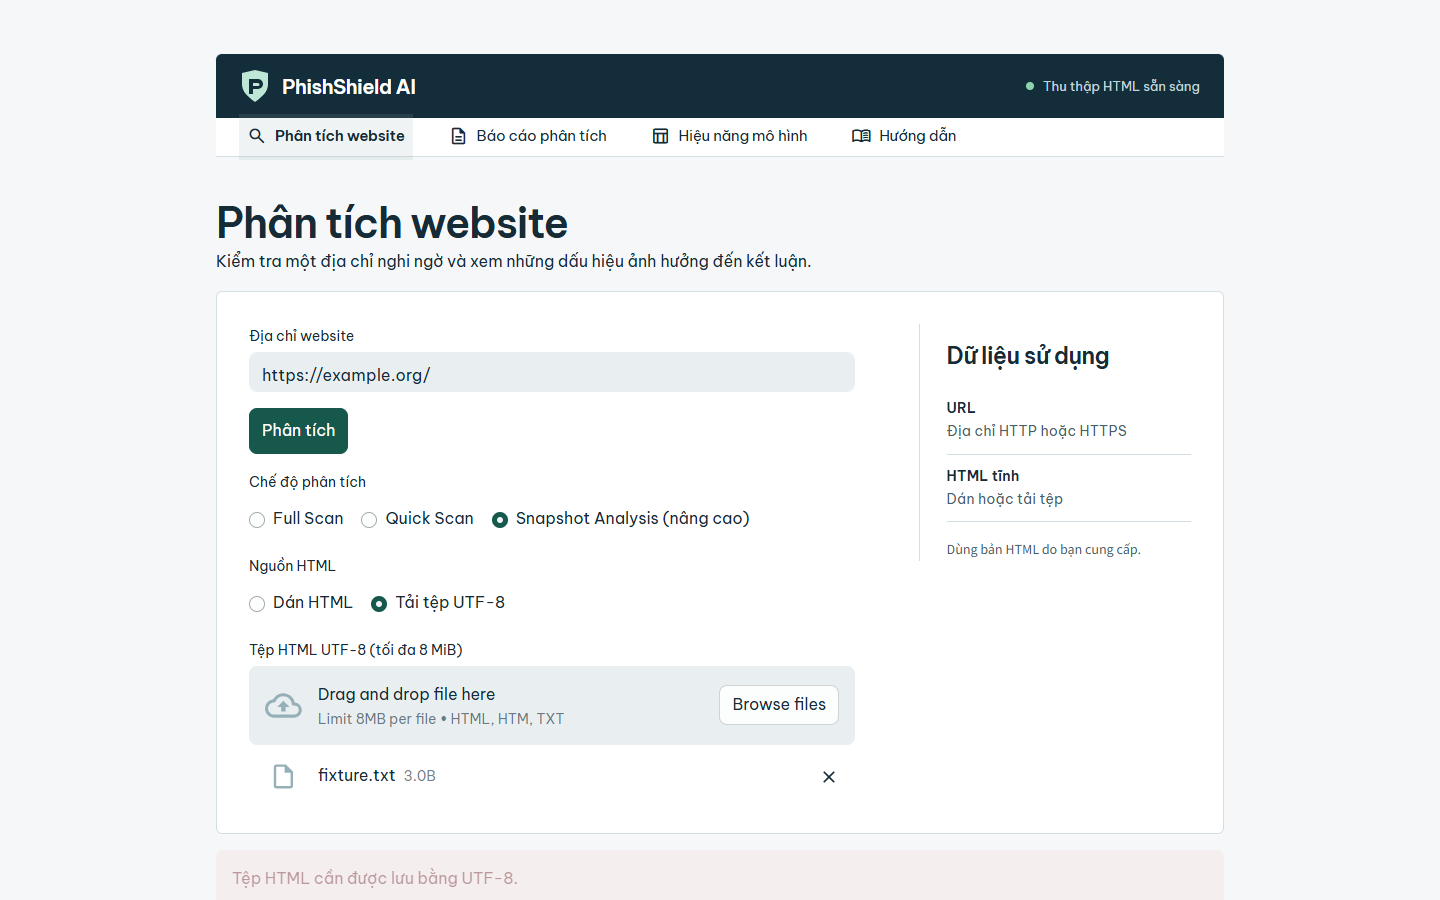 PhishShield AI
Thu thập HTML sẵn sàng
Phân tích website
Báo cáo phân tích
Hiệu năng mô hình
Hướng dẫn
Phân tích website
Kiểm tra một địa chỉ nghi ngờ và xem những dấu hiệu ảnh hưởng đến kết luận.
Địa chỉ website
https://example.org/
Phân tích
Chế độ phân tích
Full Scan
Quick Scan
Snapshot Analysis (nâng cao)
Nguồn HTML
Dán HTML
Tải tệp UTF-8
Tệp HTML UTF-8 (tối đa 8 MiB)
Drag and drop file here
Limit 8MB per file • HTML, HTM, TXT
Browse files
fixture.txt 3.0B
Dữ liệu sử dụng
URL
Địa chỉ HTTP hoặc HTTPS
HTML tĩnh
Dán hoặc tải tệp
Dùng bản HTML do bạn cung cấp.
Tệp HTML cần được lưu bằng UTF-8.